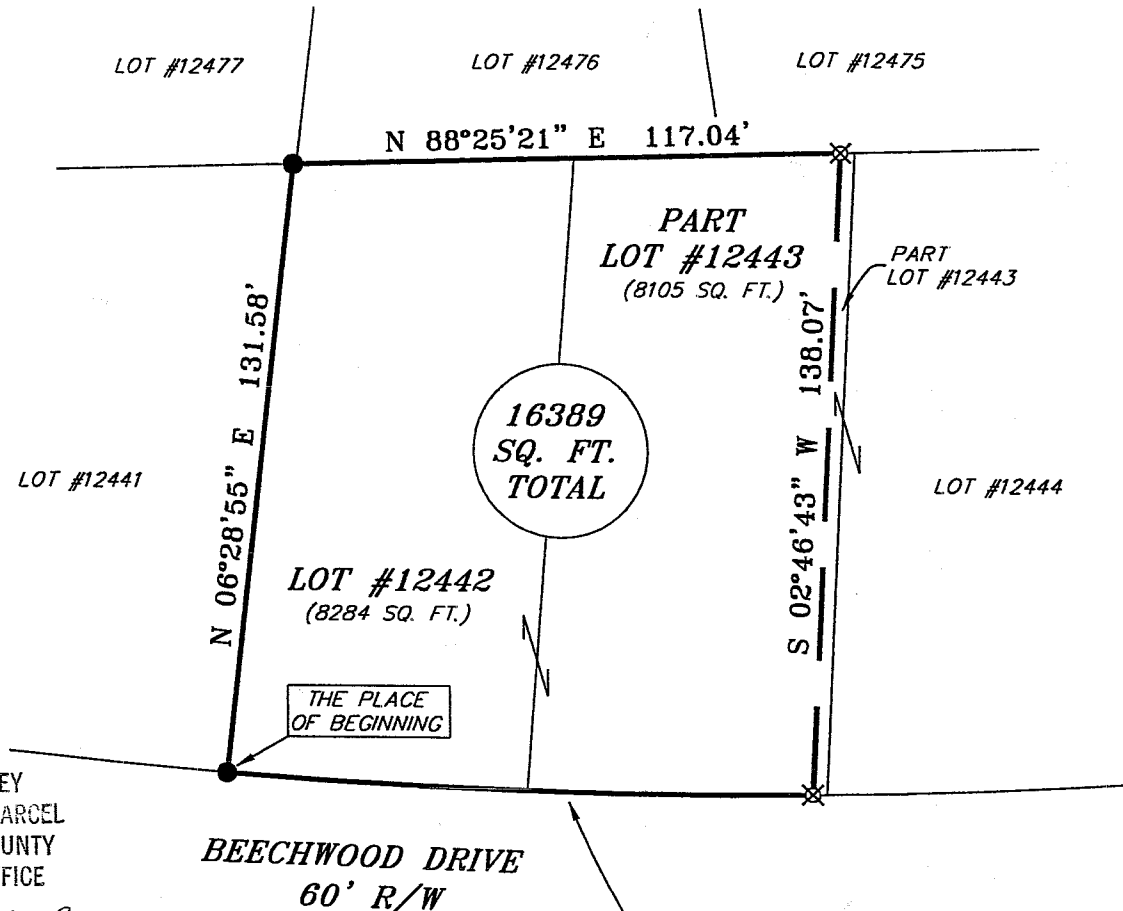 LOT #12477
LOT #12476
LOT #12475
N 88°25'21" E 117.04'
PART
LOT #12443
(8105 SQ. FT.)
PART
LOT #12443
N 06°28'55" E 131.58'
S 02°46'43" W 138.07'
16389
SQ. FT.
TOTAL
LOT #12441
LOT #12444
LOT #12442
(8284 SQ. FT.)
THE PLACE
OF BEGINNING
EY
ARCEL
UNTY
FICE
BEECHWOOD DRIVE
60' R/W